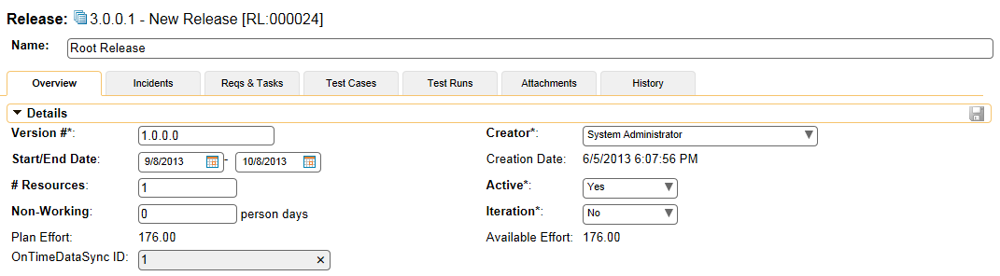 Release: 3.0.0.1 - New Release [RL:000024]
Name: Root Release
Overview Incidents Reqs & Tasks Test Cases Test Runs Attachments History
Details
Version #*: 1.0.0.0 Creator*: System Administrator
Start/End Date: 9/8/2013 - 10/8/2013 Creation Date: 6/5/2013 6:07:56 PM
# Resources: 1 Active*: Yes
Non-Working: 0 person days Iteration*: No
Plan Effort: 176.00 Available Effort: 176.00
OnTimeDataSync ID: 1